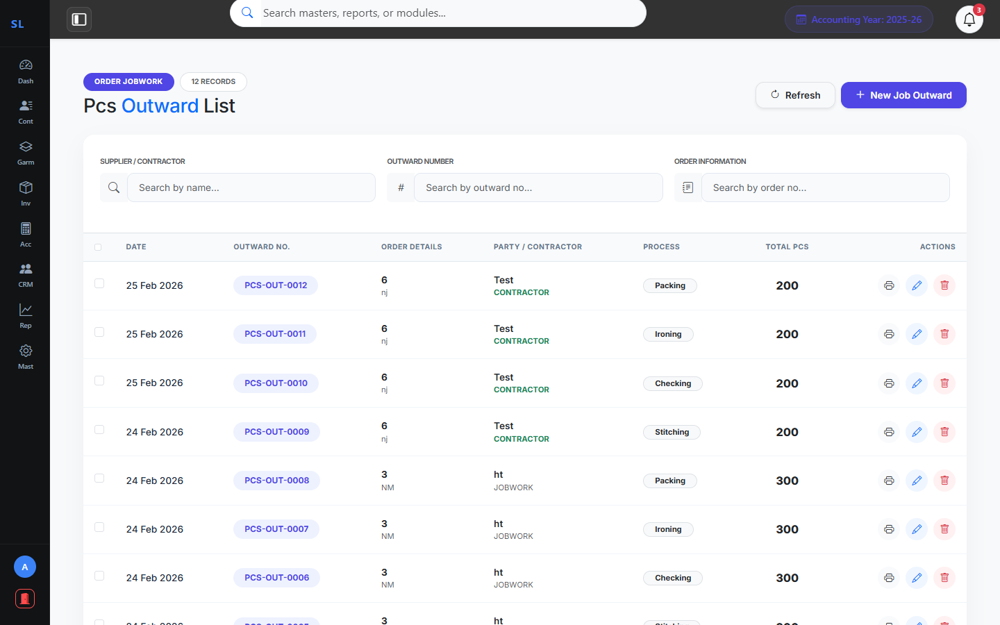 SL
Search masters, reports, or modules...
Accounting Year: 2025-26
3
Dash
Cont
Garm
Inv
Acc
CRM
Rep
Mast
A
ORDER JOBWORK
12 RECORDS
Pcs Outward List
Refresh
+ New Job Outward
SUPPLIER / CONTRACTOR
OUTWARD NUMBER
ORDER INFORMATION
Search by name...
# Search by outward no...
Search by order no...
DATE OUTWARD NO. ORDER DETAILS PARTY / CONTRACTOR PROCESS TOTAL PCS ACTIONS
25 Feb 2026 PCS-OUT-0012 6 Test Packing 200
nj CONTRACTOR
25 Feb 2026 PCS-OUT-0011 6 Test Ironing 200
nj CONTRACTOR
25 Feb 2026 PCS-OUT-0010 6 Test Checking 200
nj CONTRACTOR
24 Feb 2026 PCS-OUT-0009 6 Test Stitching 200
nj CONTRACTOR
24 Feb 2026 PCS-OUT-0008 3 ht Packing 300
NM JOBWORK
24 Feb 2026 PCS-OUT-0007 3 ht Ironing 300
NM JOBWORK
24 Feb 2026 PCS-OUT-0006 3 ht Checking 300
NM JOBWORK
3 ht